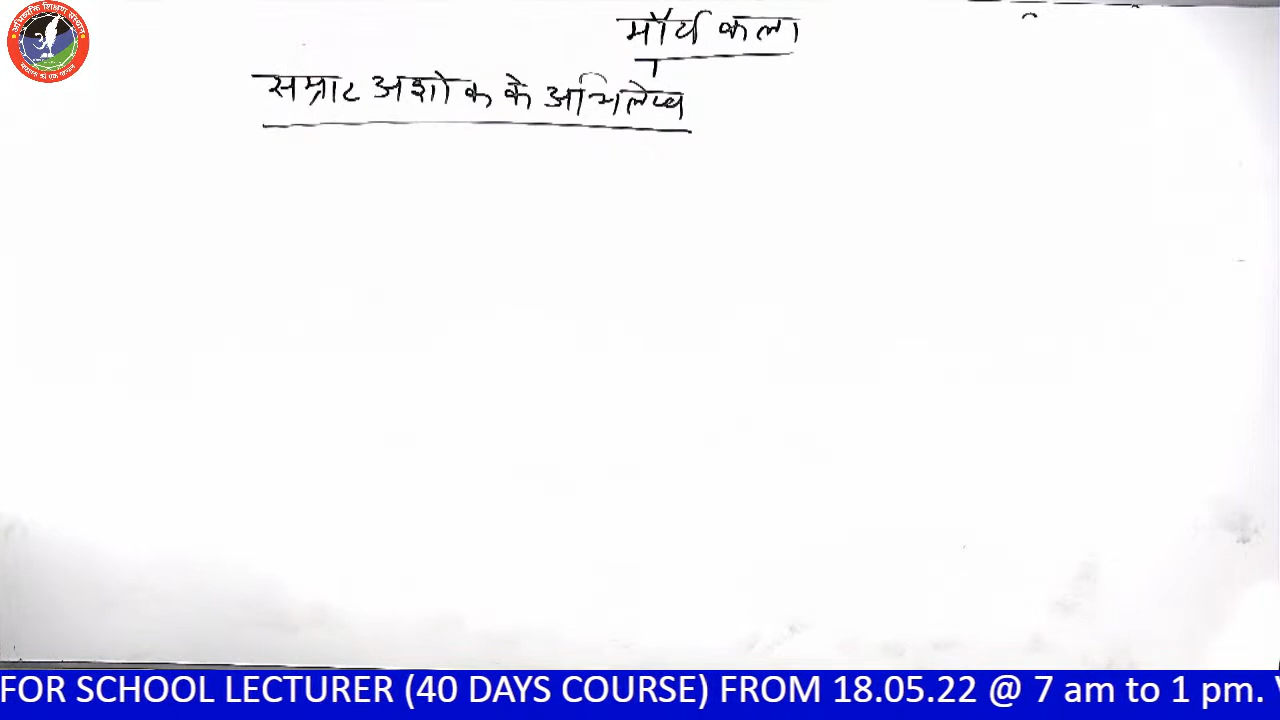 मौर्य कला
सम्राट अशोक के अभिलेख
FOR SCHOOL LECTURER (40 DAYS COURSE) FROM 18.05.22 @ 7 am to 1 pm.